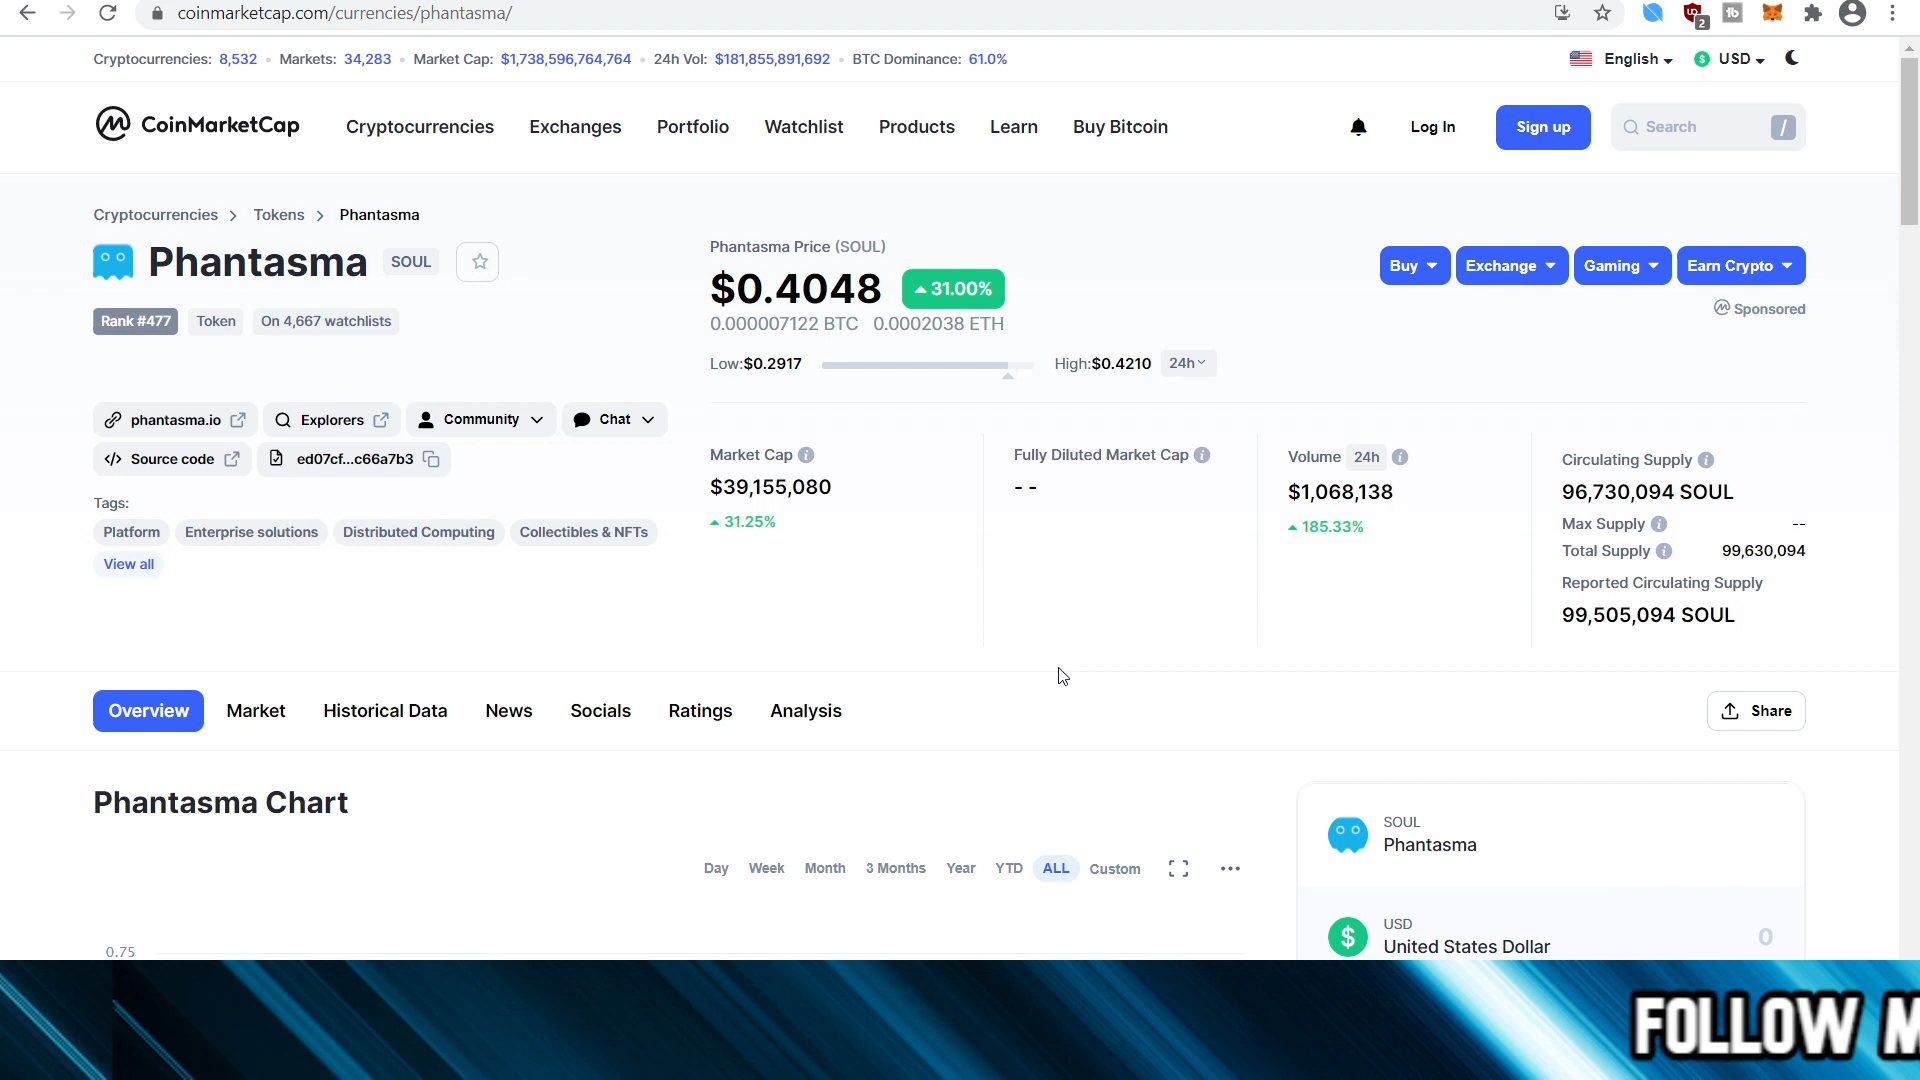 coinmarketcap.com/currencies/phantasma/
2
Cryptocurrencies: 8,532 • Markets: 34,283 • Market Cap: $1,738,596,764,764 • 24h Vol: $181,855,891,692 • BTC Dominance: 61.0%
English
USD
CoinMarketCap
Cryptocurrencies Exchanges Portfolio Watchlist Products Learn Buy Bitcoin
Log In
Sign up
Search /
Cryptocurrencies > Tokens > Phantasma
Phantasma SOUL
Rank #477 Token On 4,667 watchlists
Phantasma Price (SOUL)
$0.4048 31.00%
0.000007122 BTC 0.0002038 ETH
Low:$0.2917 High:$0.4210 24h
Buy Exchange Gaming Earn Crypto
Sponsored
phantasma.io Explorers Community Chat
Source code ed07cf...c66a7b3
Tags:
Platform Enterprise solutions Distributed Computing Collectibles & NFTs
View all
Market Cap
$39,155,080
31.25%
Fully Diluted Market Cap
- -
Volume 24h
$1,068,138
185.33%
Circulating Supply
96,730,094 SOUL
Max Supply --
Total Supply 99,630,094
Reported Circulating Supply
99,505,094 SOUL
Overview Market Historical Data News Socials Ratings Analysis
Share
Phantasma Chart
Day Week Month 3 Months Year YTD ALL Custom
0.75
SOUL
Phantasma
USD
United States Dollar
0
FOLLOW M